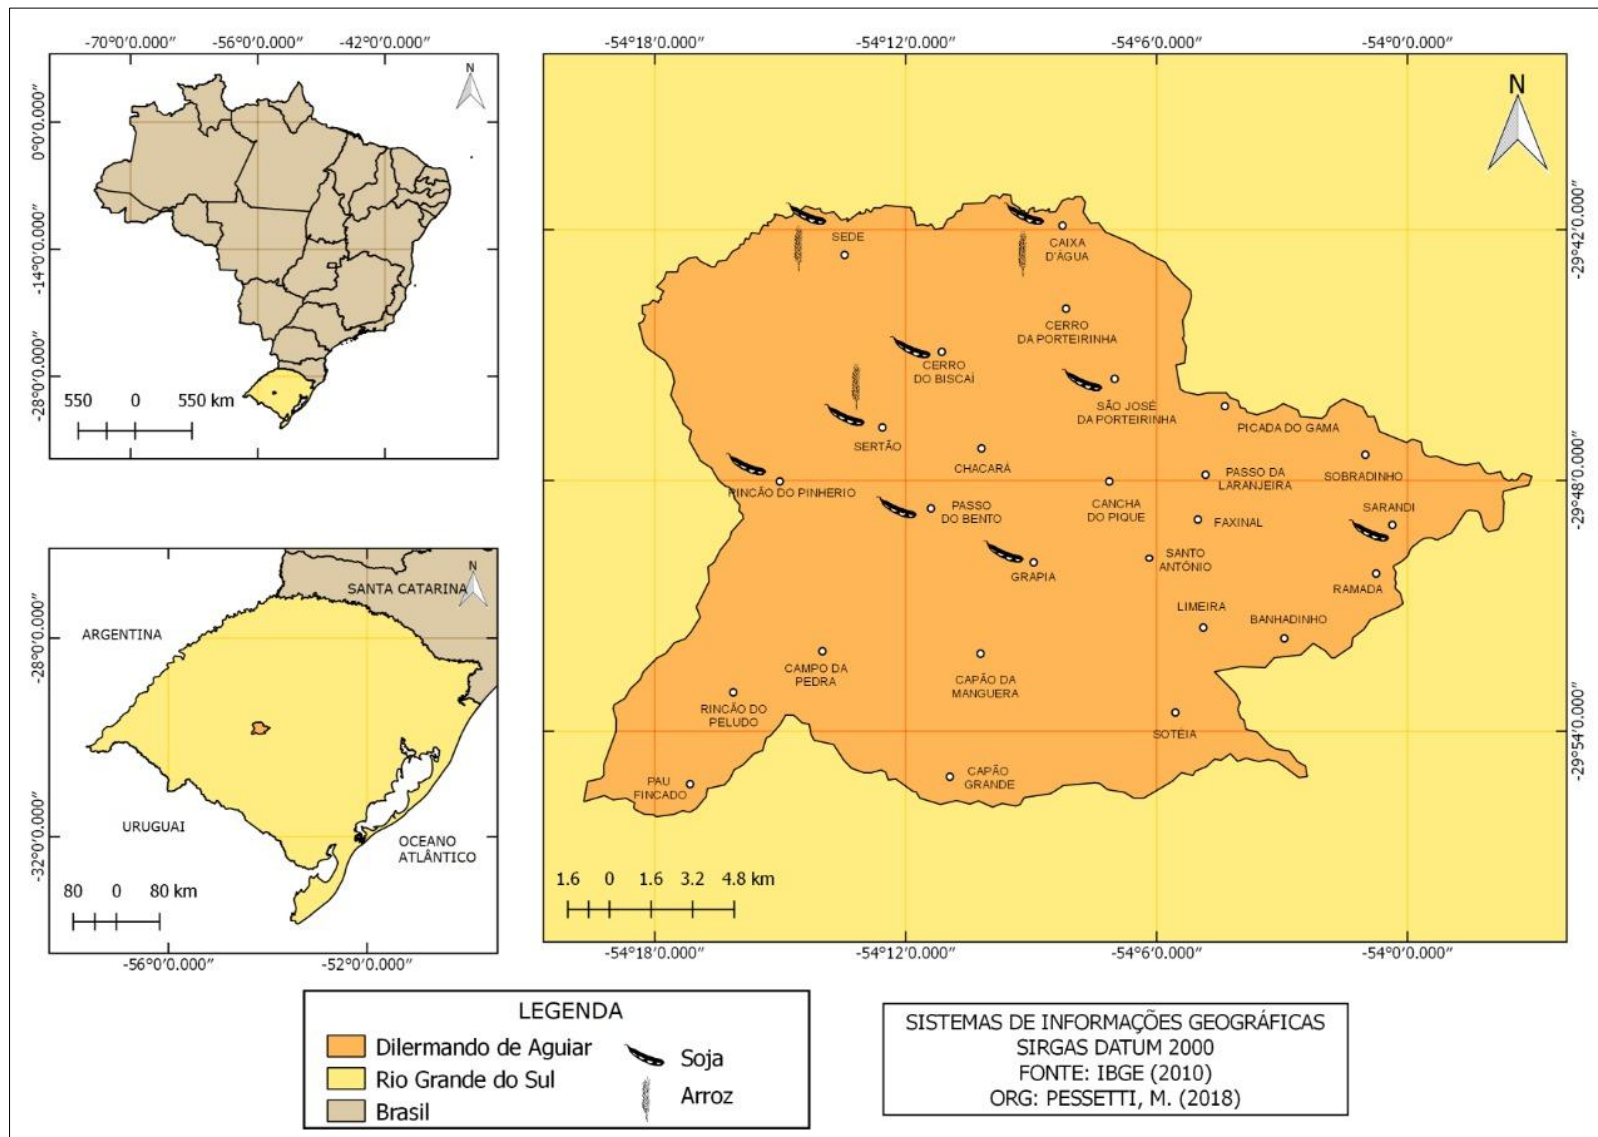 -70°0'0.000"
-56°0'0.000"
-42°0'0.000"
N
0°0'0.000"
-14°0'0.000"
-28°0'0.000"
550 0 550 km
-54°18'0.000"
-54°12'0.000"
-54°6'0.000"
-54°0'0.000"
N
-29°42'0.000"
-29°48'0.000"
-29°54'0.000"
SEDE
CAIXA
D'ÁGUA
CERRO
DA PORTEIRINHA
CERRO
DO BISCAÍ
SÃO JOSÉ
DA PORTEIRINHA
PICADA DO GAMA
SERTÃO
CHACARÁ
PASSO DA
LARANJEIRA
SOBRADINHO
RINCÃO DO PINHERIO
PASSO
DO BENTO
CANCHA
DO PIQUE
FAXINAL
SARANDI
GRAPIA
SANTO
ANTÔNIO
RAMADA
LIMEIRA
BANHADINHO
CAMPO DA
PEDRA
CAPÃO DA
MANGUERA
RINCÃO DO
PELUDO
SOTÉIA
PAU
FINCADO
CAPÃO
GRANDE
1.6 0 1.6 3.2 4.8 km
-54°18'0.000"
-54°12'0.000"
-54°6'0.000"
-54°0'0.000"
N
SANTA CATARINA
ARGENTINA
URUGUAI
OCEANO
ATLÂNTICO
-28°0'0.000"
-32°0'0.000"
80 0 80 km
-56°0'0.000"
-52°0'0.000"
LEGENDA
Dilermando de Aguiar
Rio Grande do Sul
Brasil
Soja
Arroz
SISTEMAS DE INFORMAÇÕES GEOGRÁFICAS
SIRGAS DATUM 2000
FONTE: IBGE (2010)
ORG: PESSETTI, M. (2018)